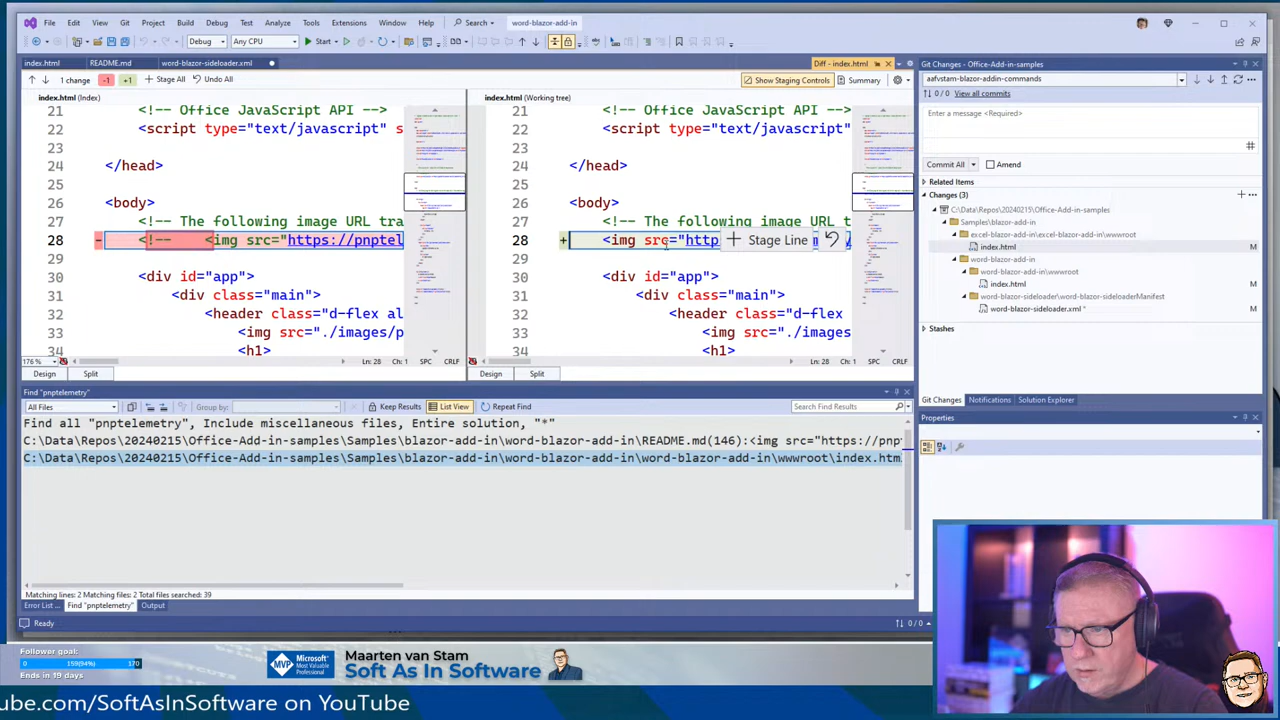 File Edit View Git Project Build Debug Test Analyze Tools Extensions Window Help Search word-blazor-add-in
Debug Any CPU Start
index.html README.md word-blazor-sideloader.xml Diff - index.html
1 change -1 +1 Stage All Undo All Show Staging Controls Summary
index.html (Index)
21 <!-- Office JavaScript API -->
22 <script type="text/javascript" s
23
24 </head>
25
26 <body>
27 <!-- The following image URL tra
28 <!-- <img src="https://pnptel
29
30 <div id="app">
31 <div class="main">
32 <header class="d-flex al
33 <img src="./images/p
34 <h1>
176 % Ln: 28 Ch: 1 SPC CRLF
Design Split
index.html (Working tree)
21 <!-- Office JavaScript API -->
22 <script type="text/javascript"
23
24 </head>
25
26 <body>
27 <!-- The following image URL t
28 + <img src="http Stage Line
29
30 <div id="app">
31 <div class="main">
32 <header class="d-flex
33 <img src="./images
34 <h1>
Ln: 28 Ch: 1 SPC CRLF
Design Split
Find "pnptelemetry"
All Files Group by: Keep Results List View Repeat Find Search Find Results
Find all "pnptelemetry", Include miscellaneous files, Entire solution, "*"
C:\Data\Repos\20240215\Office-Add-in-samples\Samples\blazor-add-in\word-blazor-add-in\README.md(146):<img src="https://pnp
C:\Data\Repos\20240215\Office-Add-in-samples\Samples\blazor-add-in\word-blazor-add-in\word-blazor-add-in\wwwroot\index.htm
Matching lines: 2 Matching files: 2 Total files searched: 39
Error List ... Find "pnptelemetry" Output
Ready 0 / 0
Git Changes - Office-Add-in-samples
aafvstam-blazor-addin-commands
0 / 0 View all commits
Enter a message <Required>
Commit All Amend
Related Items
Changes (3)
C:\Data\Repos\20240215\Office-Add-in-samples
Samples\blazor-add-in
excel-blazor-add-in\excel-blazor-add-in\wwwroot
index.html M
word-blazor-add-in
word-blazor-add-in\wwwroot
index.html M
word-blazor-sideloader\word-blazor-sideloaderManifest
word-blazor-sideloader.xml * M
Stashes
Git Changes Notifications Solution Explorer
Properties
Follower goal:
0 159(94%) 170
Ends in 19 days
MVP Microsoft Most Valuable Professional
Maarten van Stam
Soft As In Software
ube.com/SoftAsInSoftware on YouTube